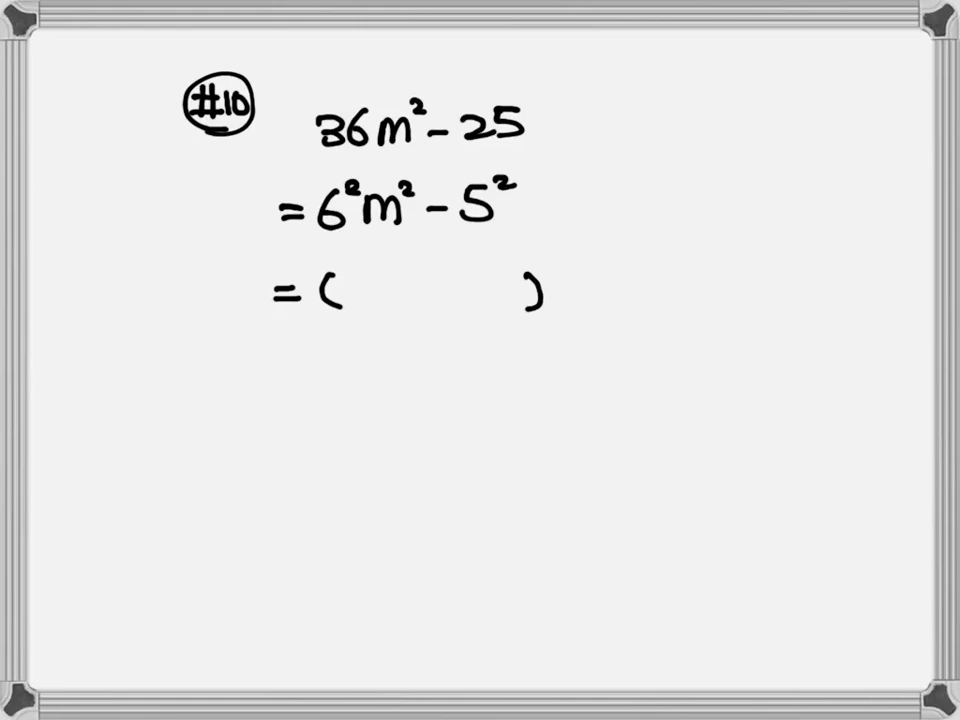 #10 36m² - 25
= 6²m² - 5²
= ( )